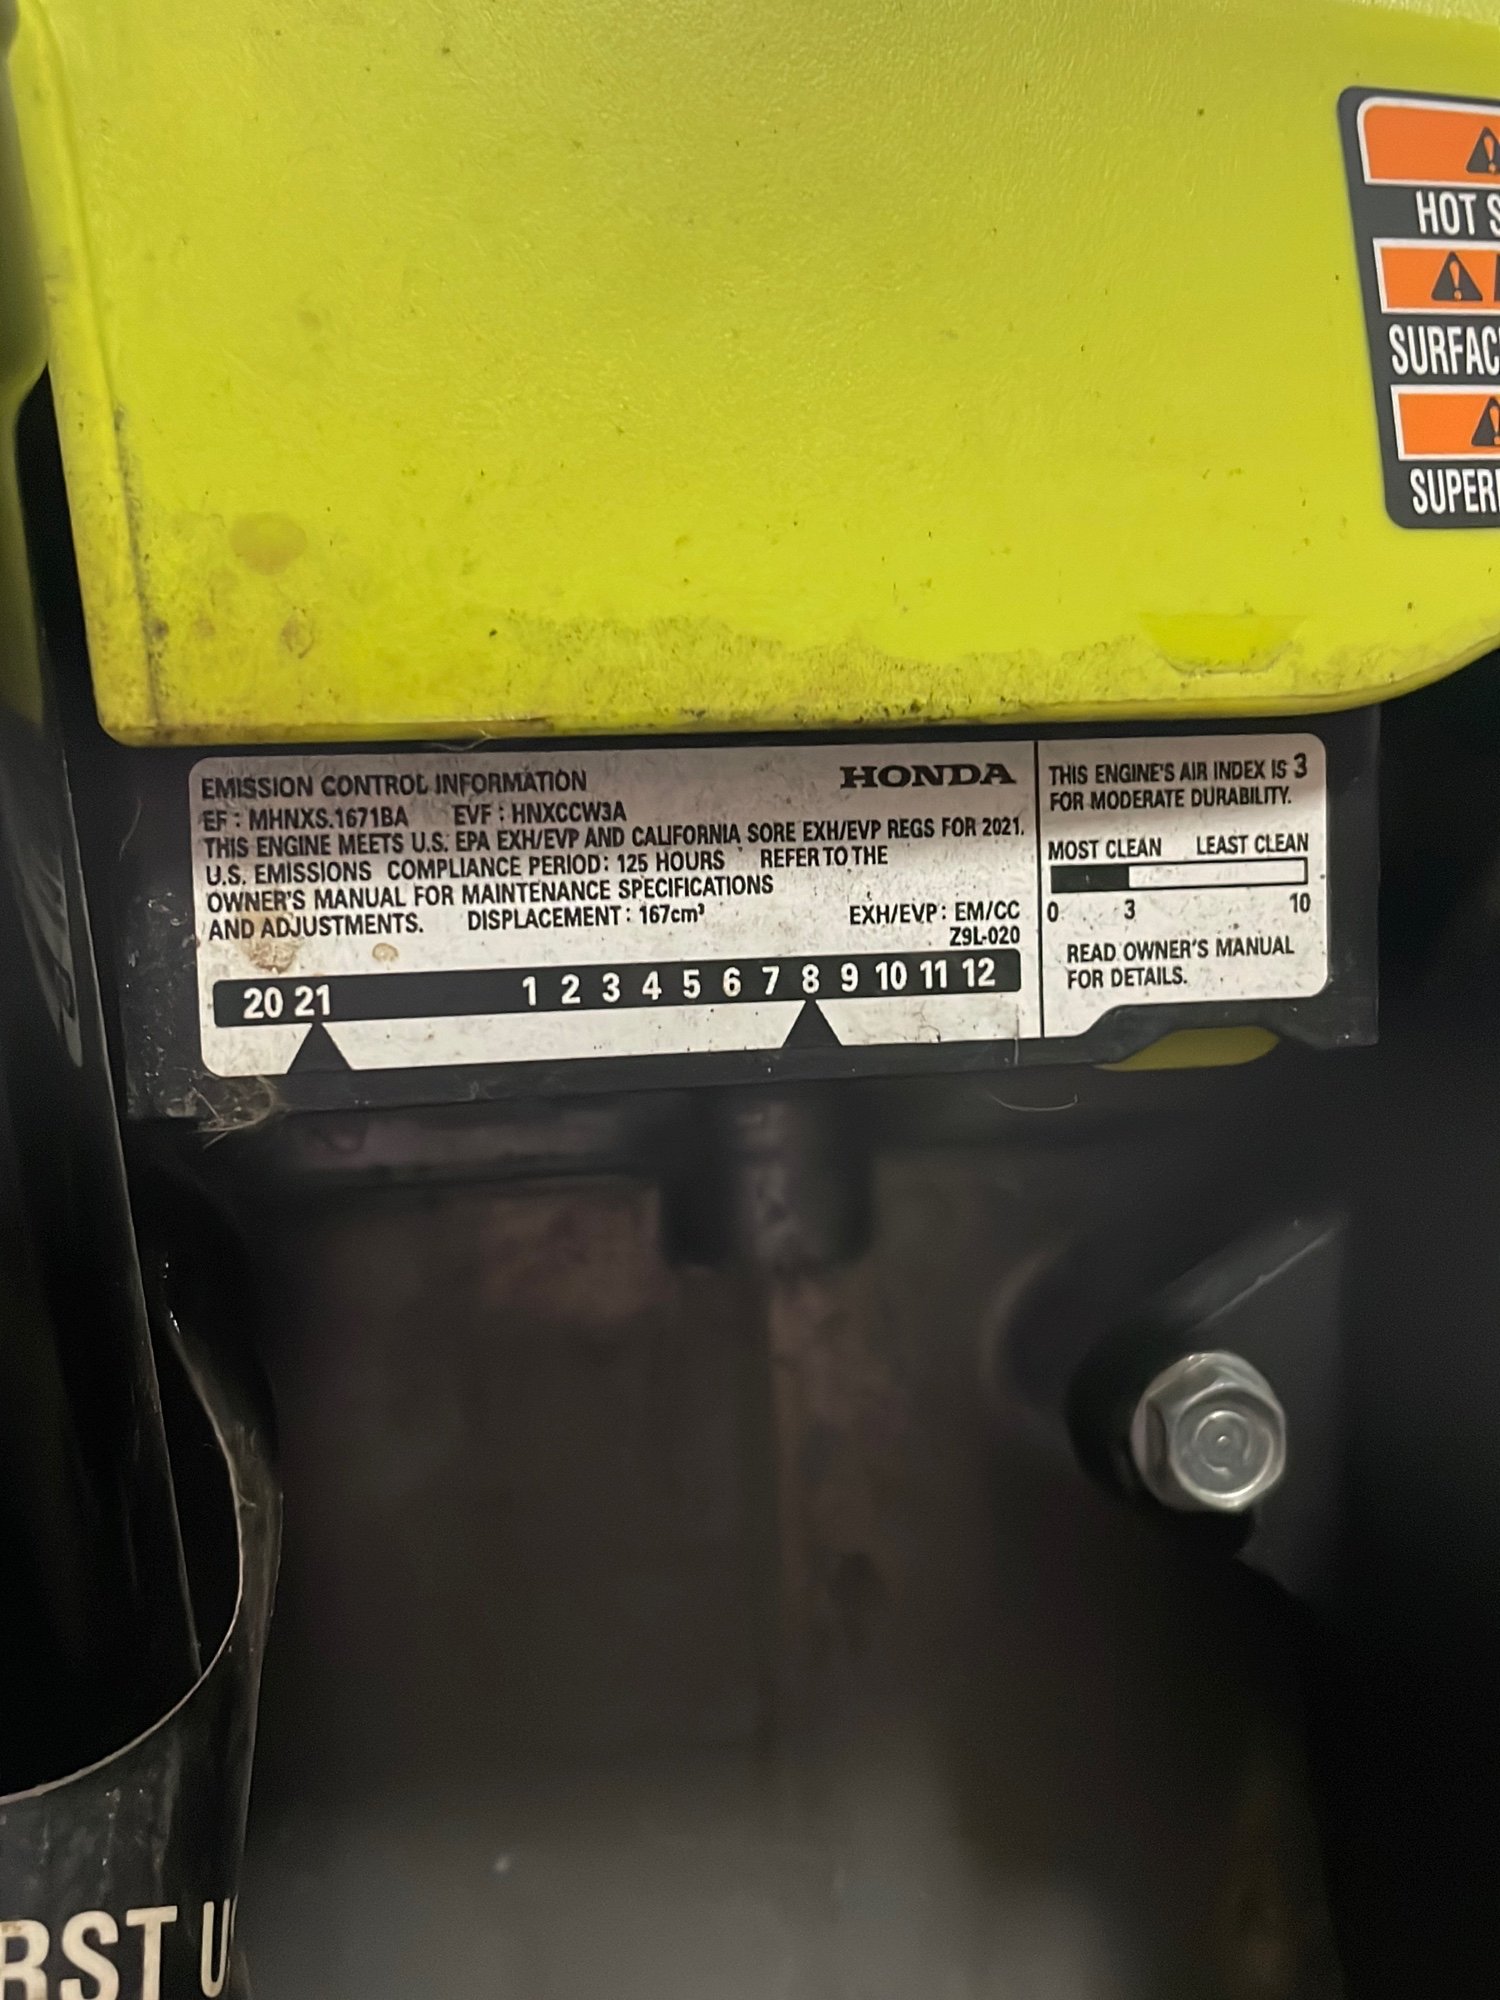 HOT
SURFAC
SUPER
EMISSION CONTROL INFORMATION HONDA
EF : MHNXS.1671BA EVF : HNXCCW3A
THIS ENGINE MEETS U.S. EPA EXH/EVP AND CALIFORNIA SORE EXH/EVP REGS FOR 2021.
U.S. EMISSIONS COMPLIANCE PERIOD: 125 HOURS REFER TO THE
OWNER'S MANUAL FOR MAINTENANCE SPECIFICATIONS
AND ADJUSTMENTS. DISPLACEMENT : 167cm³ EXH/EVP: EM/CC
Z9L-020
20 21 1 2 3 4 5 6 7 8 9 10 11 12
THIS ENGINE'S AIR INDEX IS 3
FOR MODERATE DURABILITY.
MOST CLEAN LEAST CLEAN
0 3 10
READ OWNER'S MANUAL
FOR DETAILS.
RST U